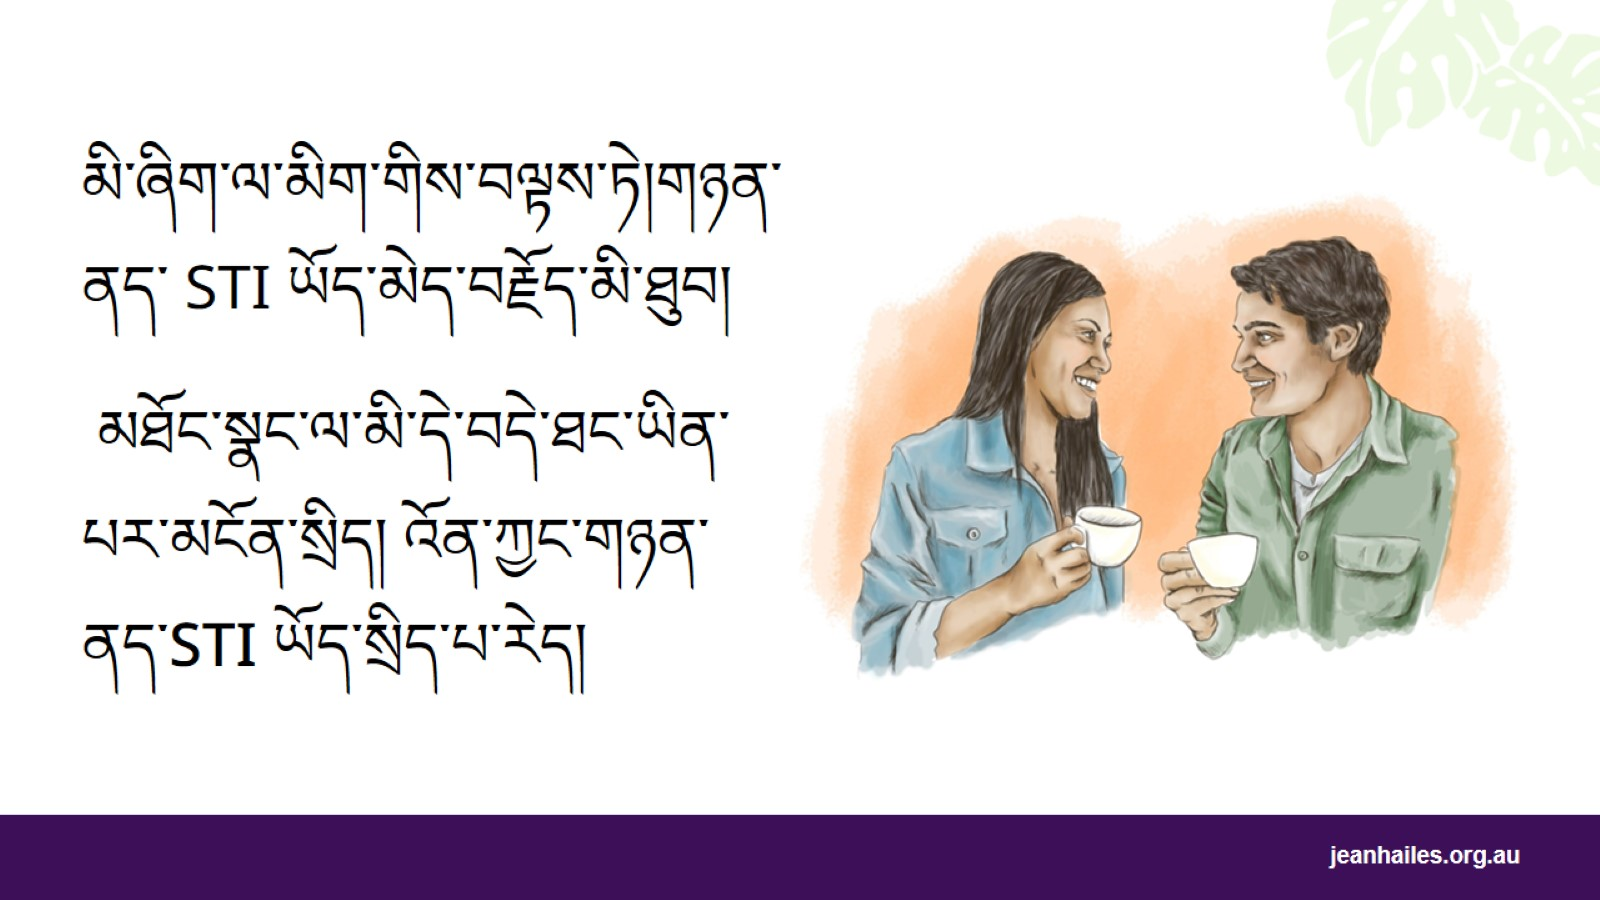 མི་ཞིག་ལ་མིག་གིས་བལྟས་ཏེ།གཉན་
ནད་ STI ཡོད་མེད་བརྗོད་མི་ཐུབ།
མཐོང་སྣང་ལ་མི་དེ་བདེ་ཐང་ཡིན་
པར་མངོན་སྲིད། འོན་ཀྱང་གཉན་
ནད་STI ཡོད་སྲིད་པ་རེད།
jeanhailes.org.au